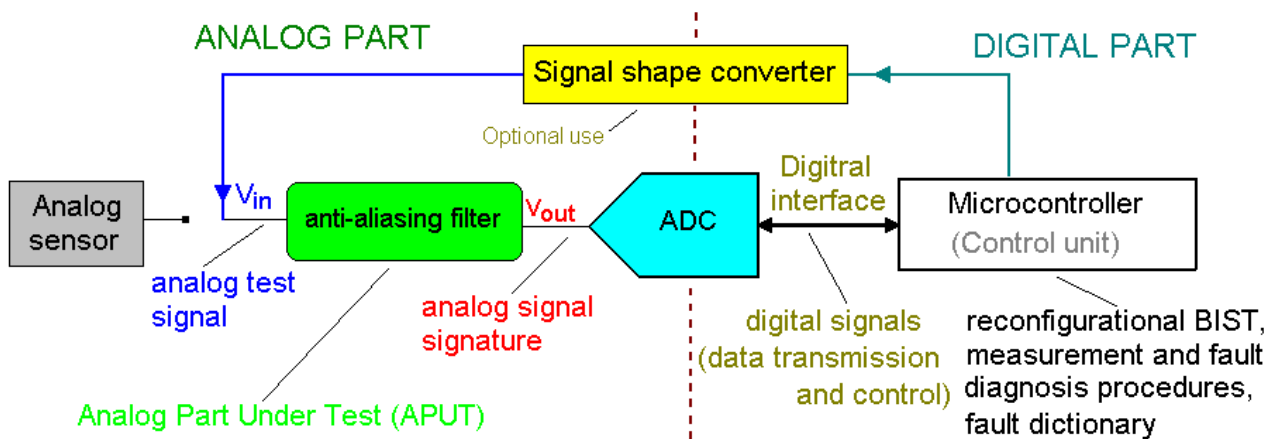 ANALOG PART
DIGITAL PART
Signal shape converter
Optional use
Analog
sensor
Vin
anti-aliasing filter
Vout
ADC
Digitral
interface
Microcontroller
(Control unit)
analog test
signal
analog signal
signature
digital signals
(data transmission
and control)
reconfigurational BIST,
measurement and fault
diagnosis procedures,
fault dictionary
Analog Part Under Test (APUT)